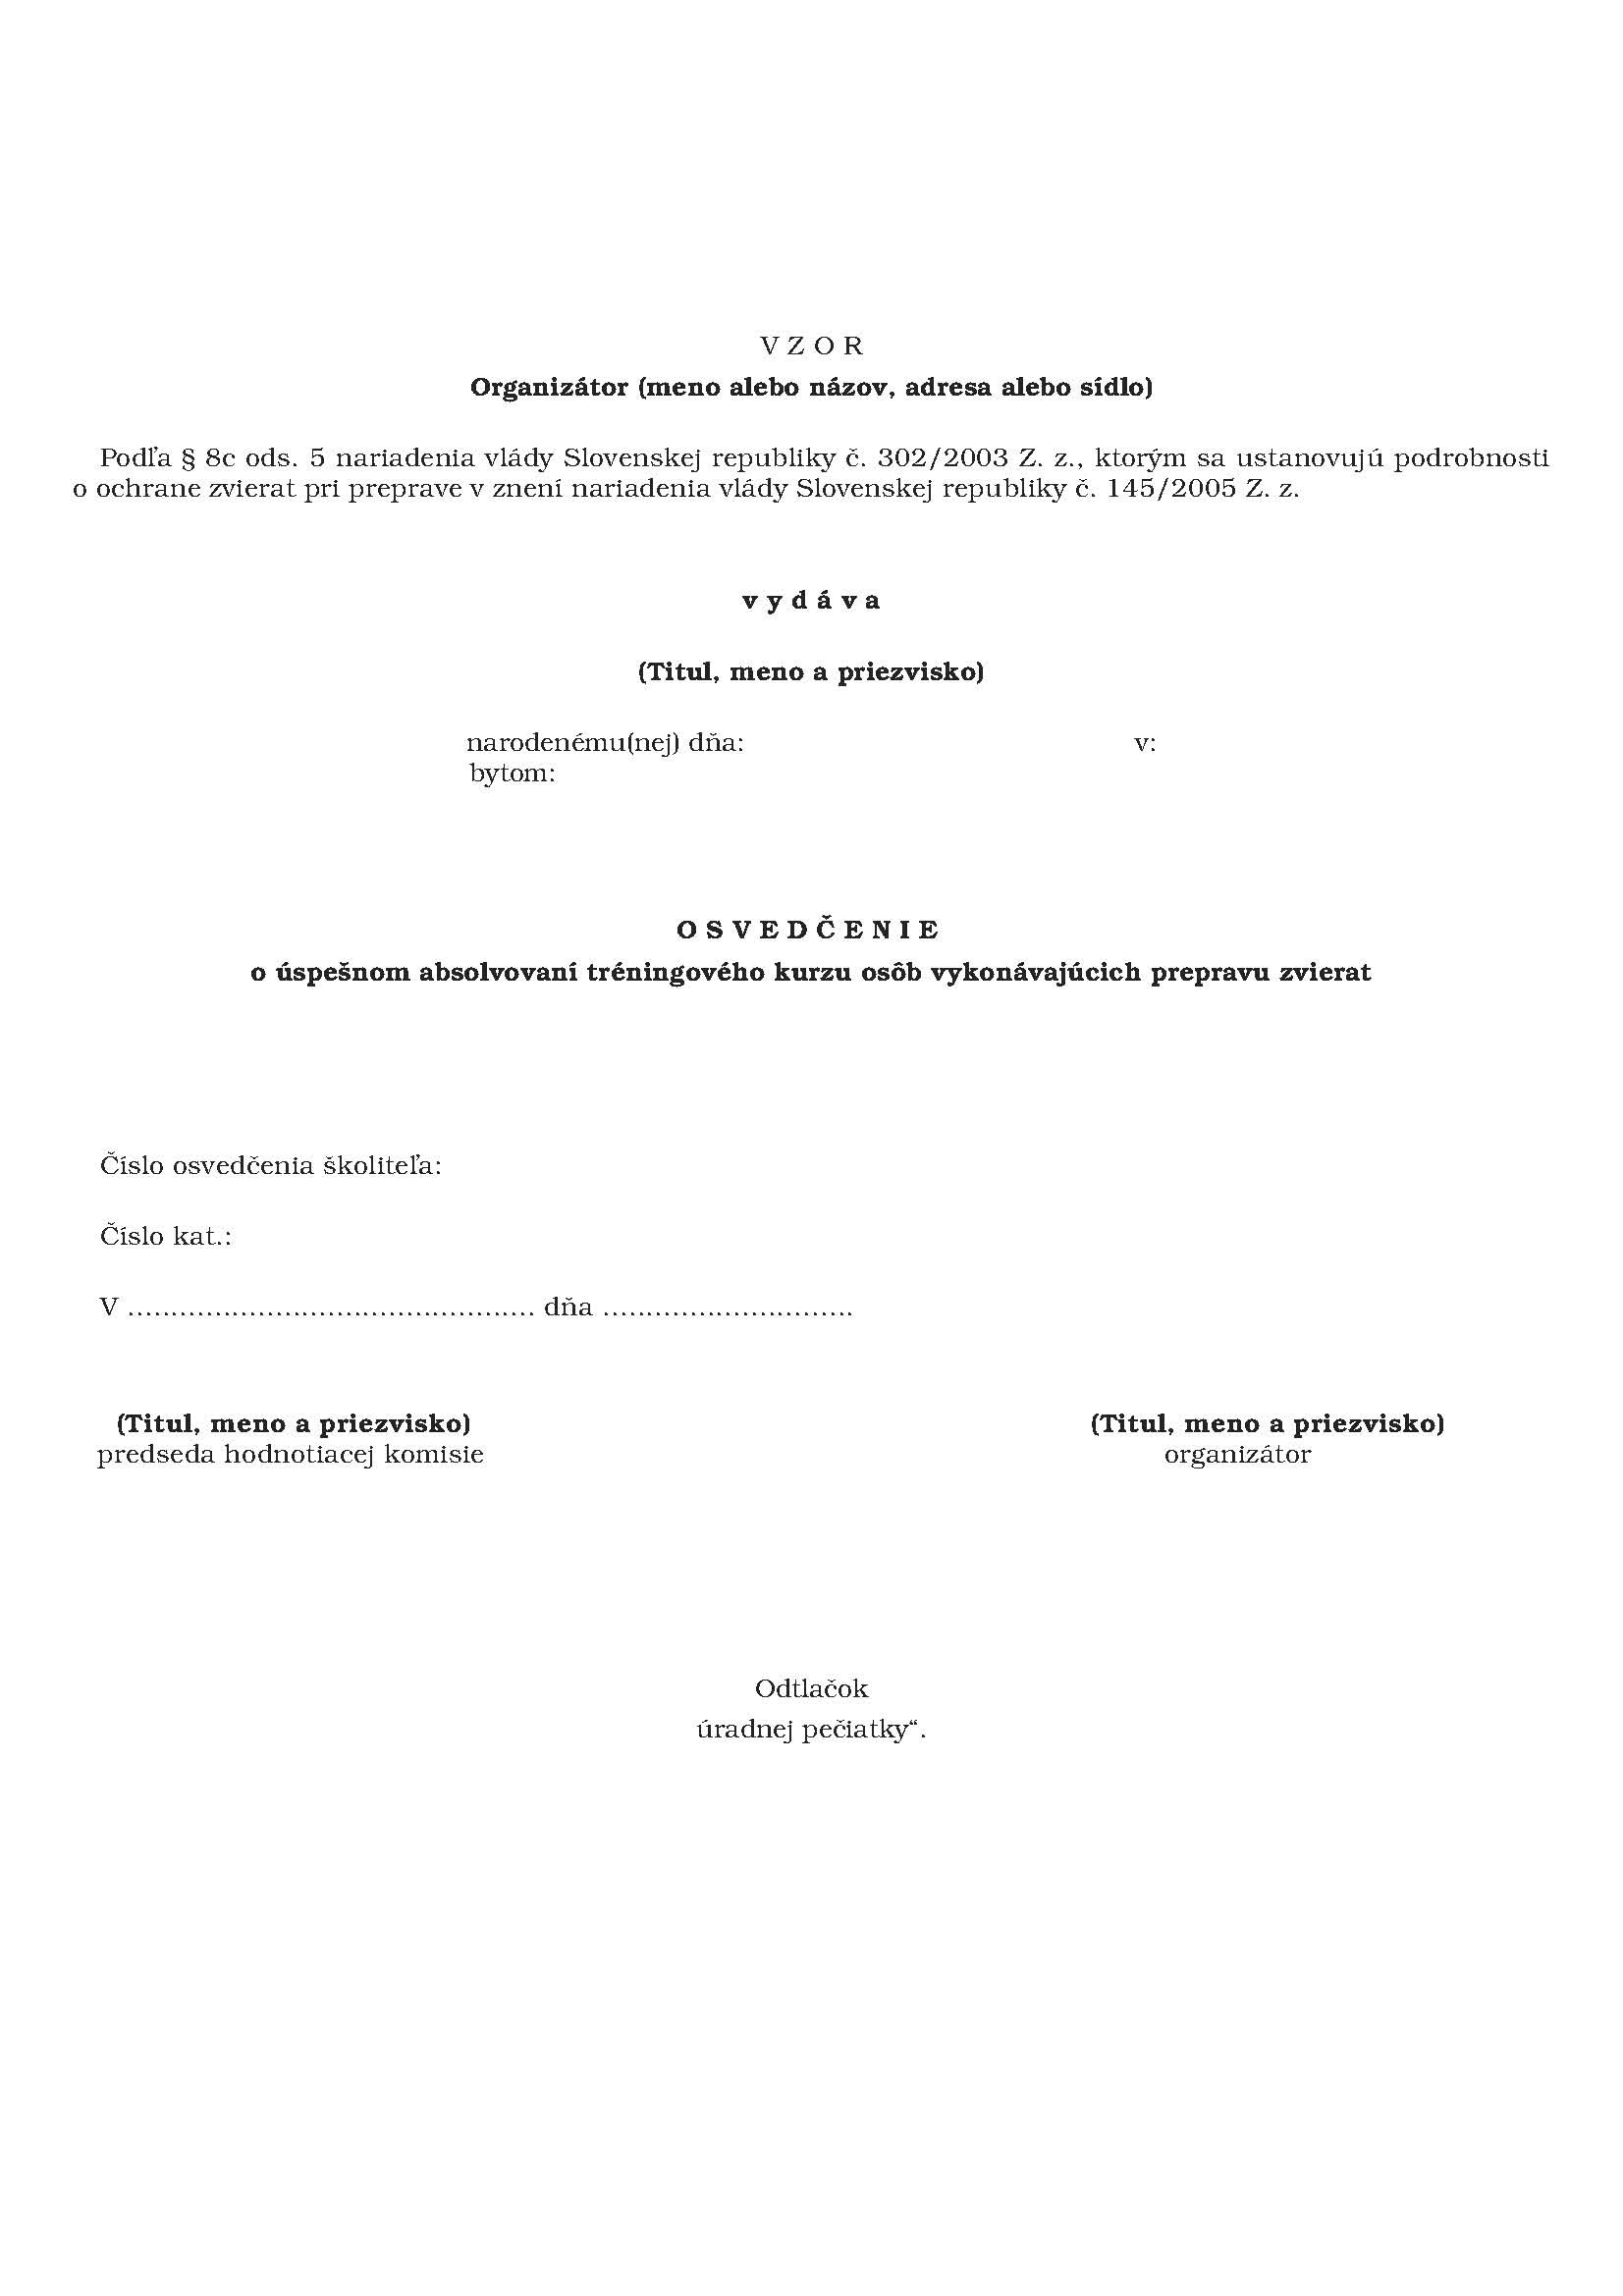 V Z O R
Organizátor (meno alebo názov, adresa alebo sídlo)
Podľa § 8c ods. 5 nariadenia vlády Slovenskej republiky č. 302/2003 Z. z., ktorým sa ustanovujú podrobnosti
o ochrane zvierat pri preprave v znení nariadenia vlády Slovenskej republiky č. 145/2005 Z. z.
v y d á v a
(Titul, meno a priezvisko)
narodenému(nej) dňa: v:
bytom:
O S V E D Č E N I E
o úspešnom absolvovaní tréningového kurzu osôb vykonávajúcich prepravu zvierat
Číslo osvedčenia školiteľa:
Číslo kat.:
V ............................................... dňa .............................
(Titul, meno a priezvisko) (Titul, meno a priezvisko)
predseda hodnotiacej komisie organizátor
Odtlačok
úradnej pečiatky“.